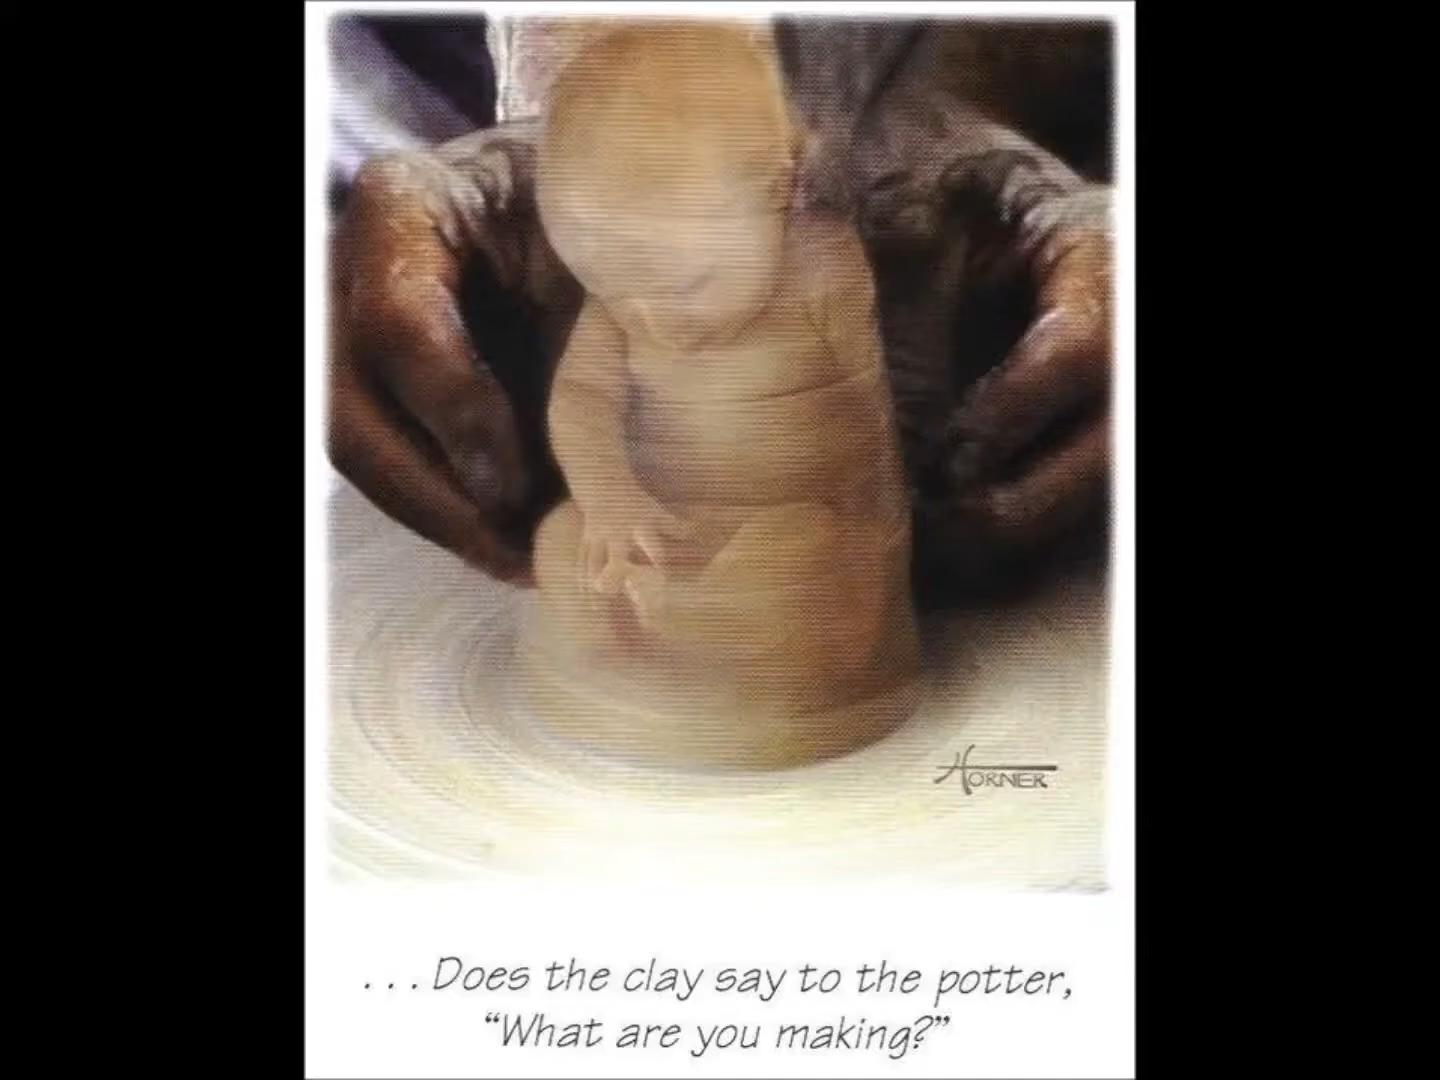 HORNER
. . . Does the clay say to the potter,
“What are you making?”